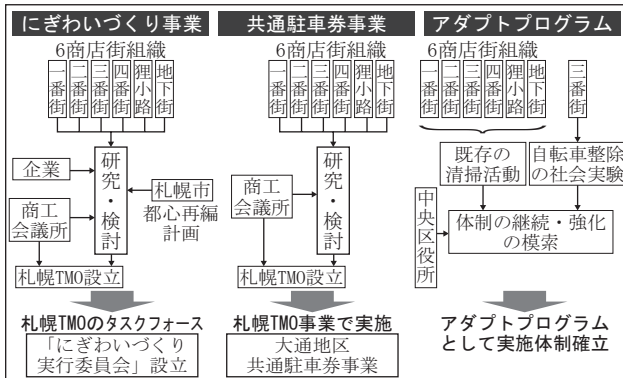 にぎわいづくり事業
6商店街組織
一番街
二番街
三番街
四番街
狸小路
地下街
企業
研究・検討
札幌市
都心再編
計画
商工
会議所
札幌TMO設立
札幌TMOのタスクフォース
「にぎわいづくり
実行委員会」設立
共通駐車券事業
6商店街組織
一番街
二番街
三番街
四番街
狸小路
地下街
商工
会議所
研究・検討
札幌TMO設立
札幌TMO事業で実施
大通地区
共通駐車券事業
アダプトプログラム
6商店街組織
一番街
二番街
三番街
四番街
狸小路
地下街
三番街
既存の
清掃活動
自転車整除
の社会実験
中央区役所
体制の継続・強化
の模索
アダプトプログラム
として実施体制確立